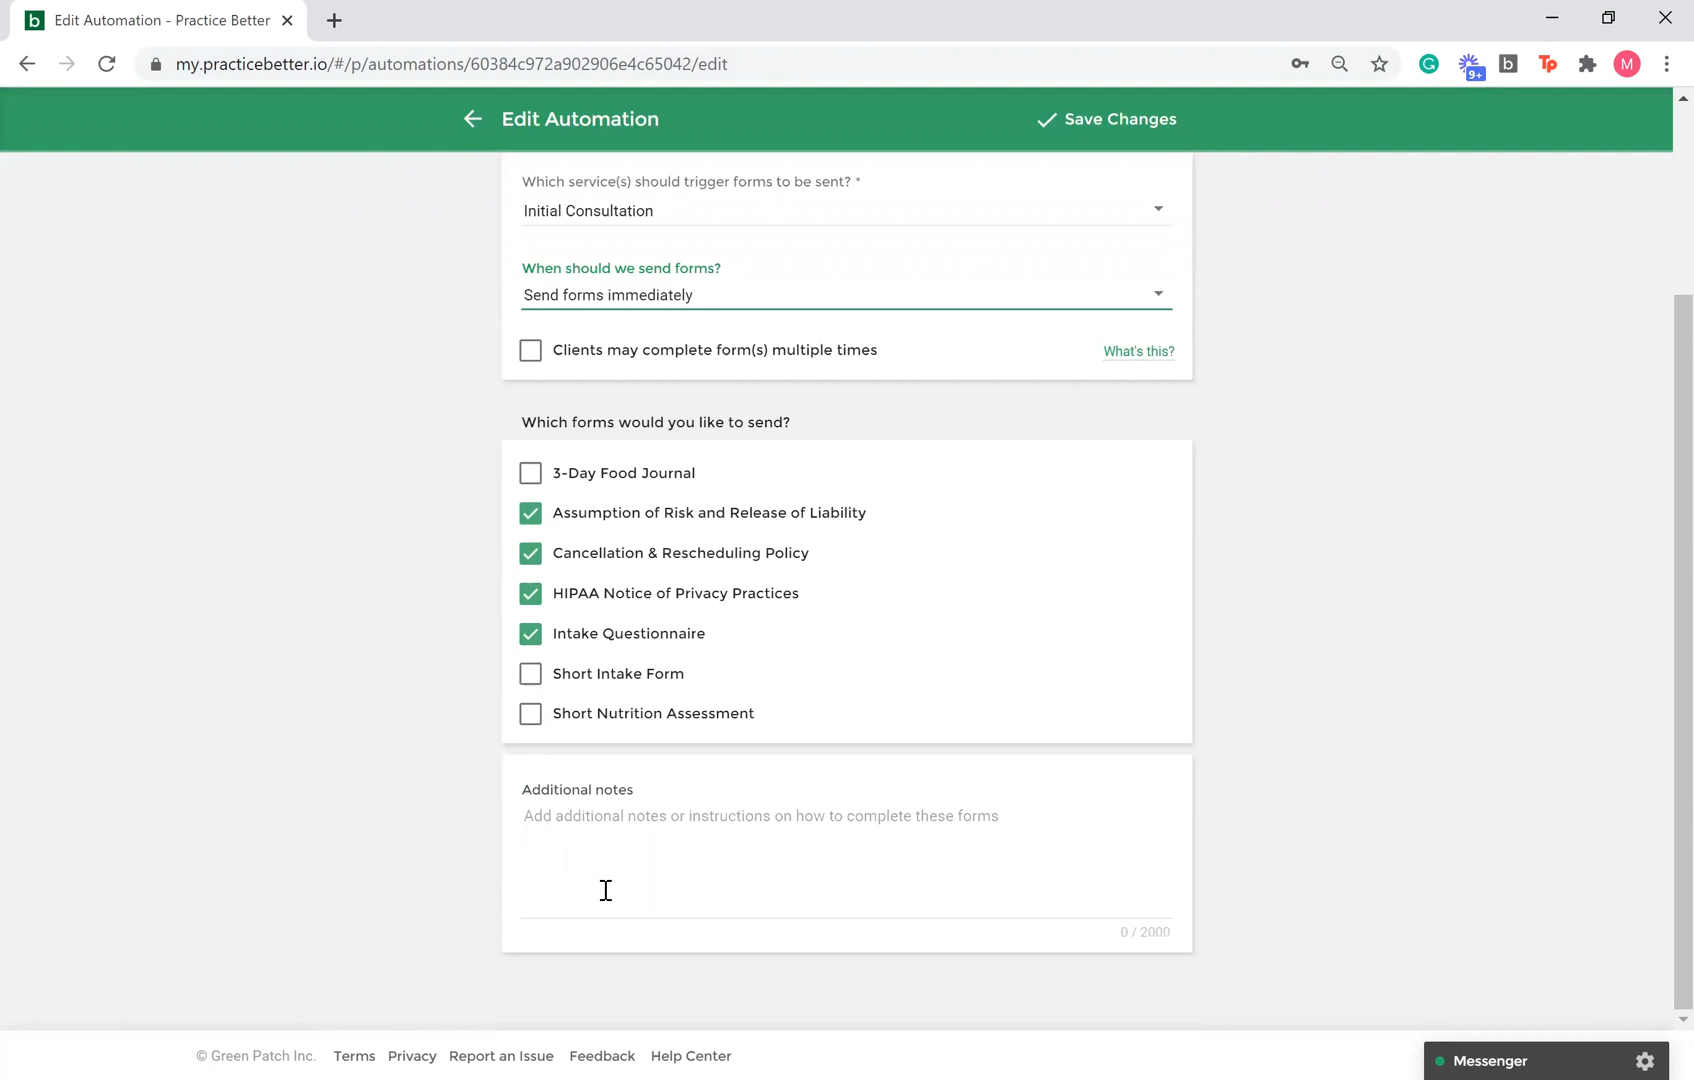 b Edit Automation - Practice Better
my.practicebetter.io/#/p/automations/60384c972a902906e4c65042/edit
G 9+ b Tp M
Edit Automation
Save Changes
Which service(s) should trigger forms to be sent? *
Initial Consultation
When should we send forms?
Send forms immediately
Clients may complete form(s) multiple times
What's this?
Which forms would you like to send?
3-Day Food Journal
Assumption of Risk and Release of Liability
Cancellation & Rescheduling Policy
HIPAA Notice of Privacy Practices
Intake Questionnaire
Short Intake Form
Short Nutrition Assessment
Additional notes
Add additional notes or instructions on how to complete these forms
0 / 2000
© Green Patch Inc. Terms Privacy Report an Issue Feedback Help Center
Messenger